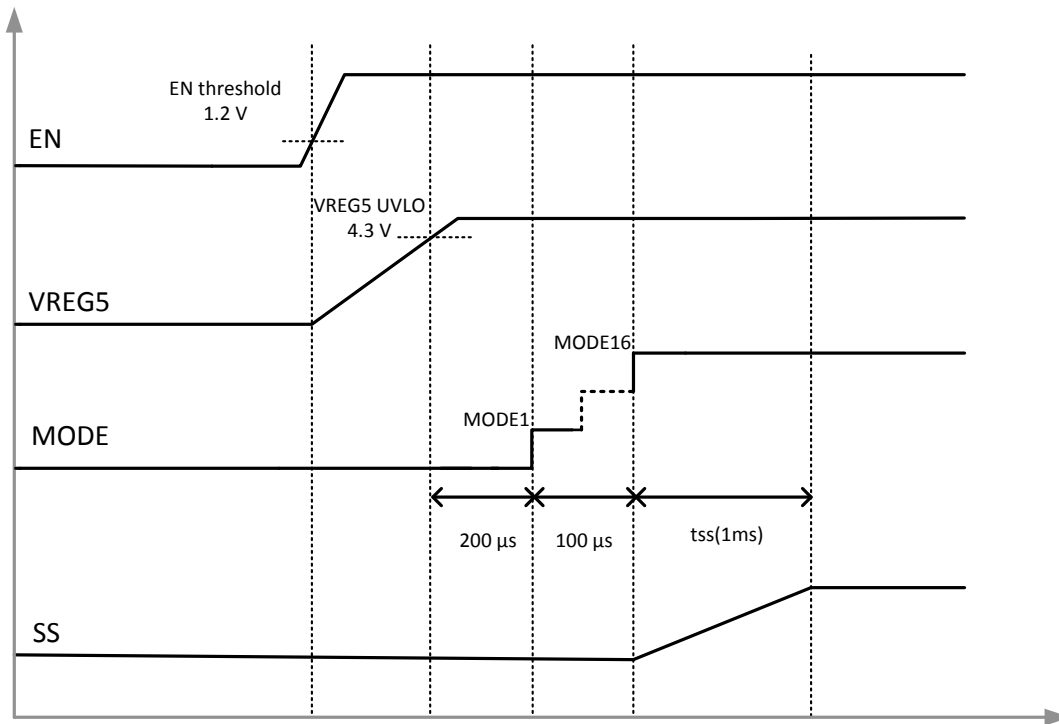 EN threshold
1.2 V
EN
VREG5 UVLO
4.3 V
VREG5
MODE16
MODE1
MODE
200 µs
100 µs
tss(1ms)
SS